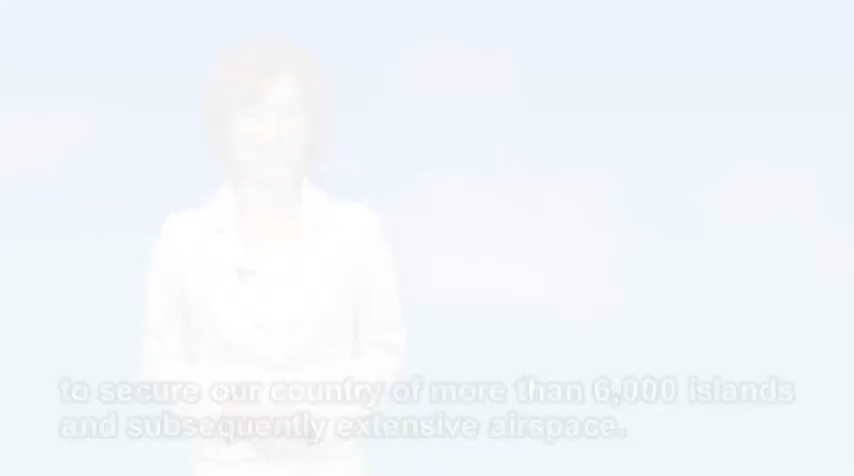 to secure our country of more than 6,000 islands
and subsequently extensive airspace.